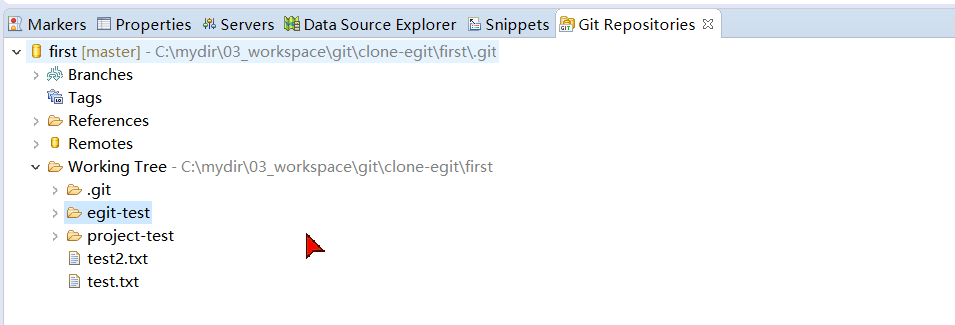 Markers Properties Servers Data Source Explorer Snippets GIT Git Repositories
first [master] - C:\mydir\03_workspace\git\clone-egit\first\.git
Branches
Tags
References
Remotes
Working Tree - C:\mydir\03_workspace\git\clone-egit\first
.git
egit-test
project-test
test2.txt
test.txt